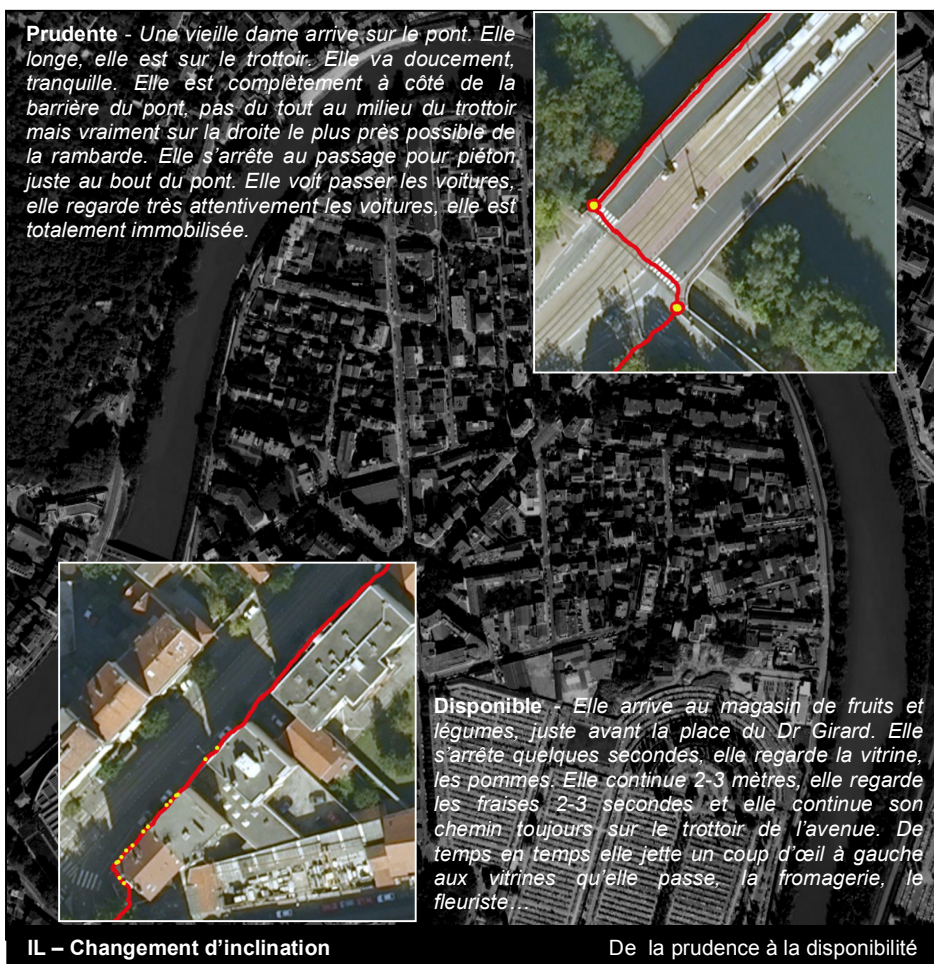 Prudente - Une vieille dame arrive sur le pont. Elle
longe, elle est sur le trottoir. Elle va doucement,
tranquille. Elle est complètement à côté de la
barrière du pont, pas du tout au milieu du trottoir
mais vraiment sur la droite le plus près possible de
la rambarde. Elle s'arrête au passage pour piéton
juste au bout du pont. Elle voit passer les voitures,
elle regarde très attentivement les voitures, elle est
totalement immobilisée.
Disponible - Elle arrive au magasin de fruits et
légumes, juste avant la place du Dr Girard. Elle
s'arrête quelques secondes, elle regarde la vitrine,
les pommes. Elle continue 2-3 mètres, elle regarde
les fraises 2-3 secondes et elle continue son
chemin toujours sur le trottoir de l'avenue. De
temps en temps elle jette un coup d'œil à gauche
aux vitrines qu'elle passe, la fromagerie, le
fleuriste…
IL – Changement d'inclination
De la prudence à la disponibilité